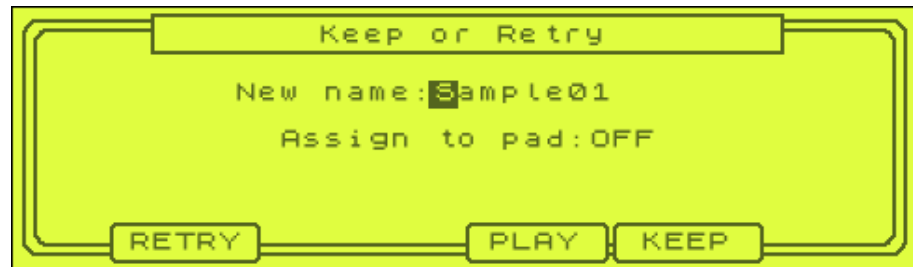 Keep or Retry
New name:Sample01
Assign to pad:OFF
RETRY PLAY KEEP